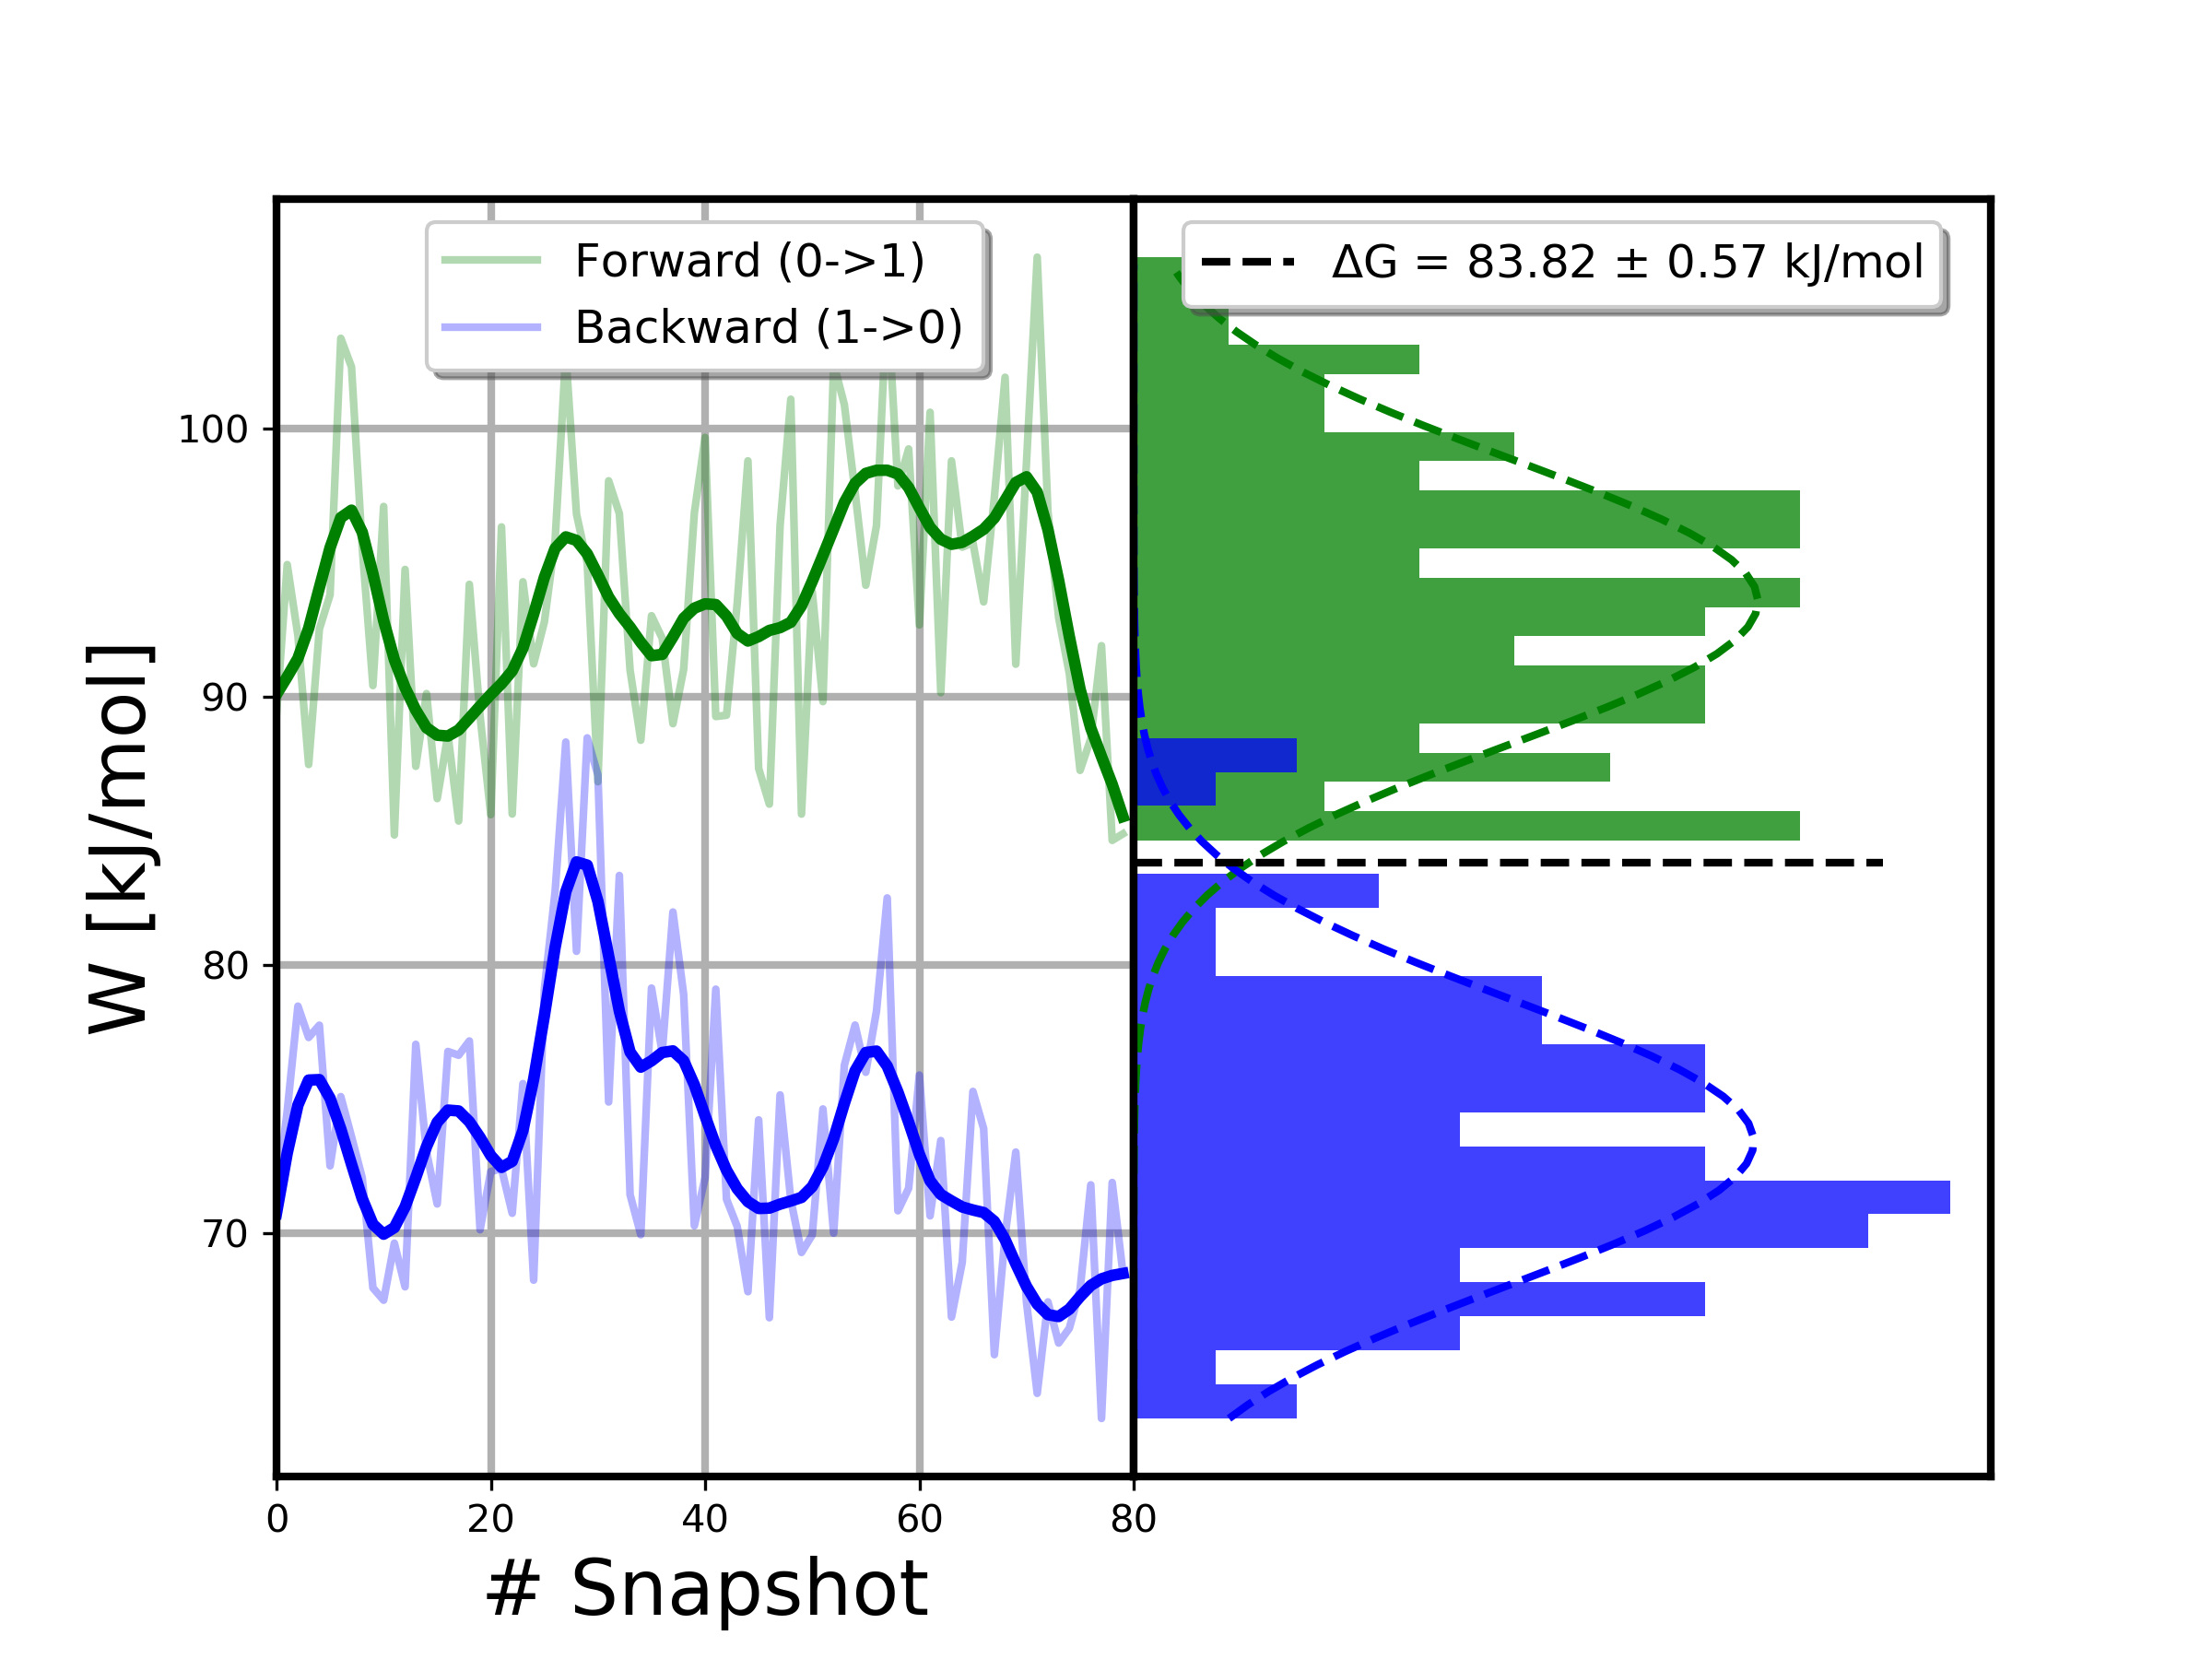 Forward (0->1)
Backward (1->0)
ΔG = 83.82 ± 0.57 kJ/mol
W [kJ/mol]
100
90
80
70
0 20 40 60 80
# Snapshot